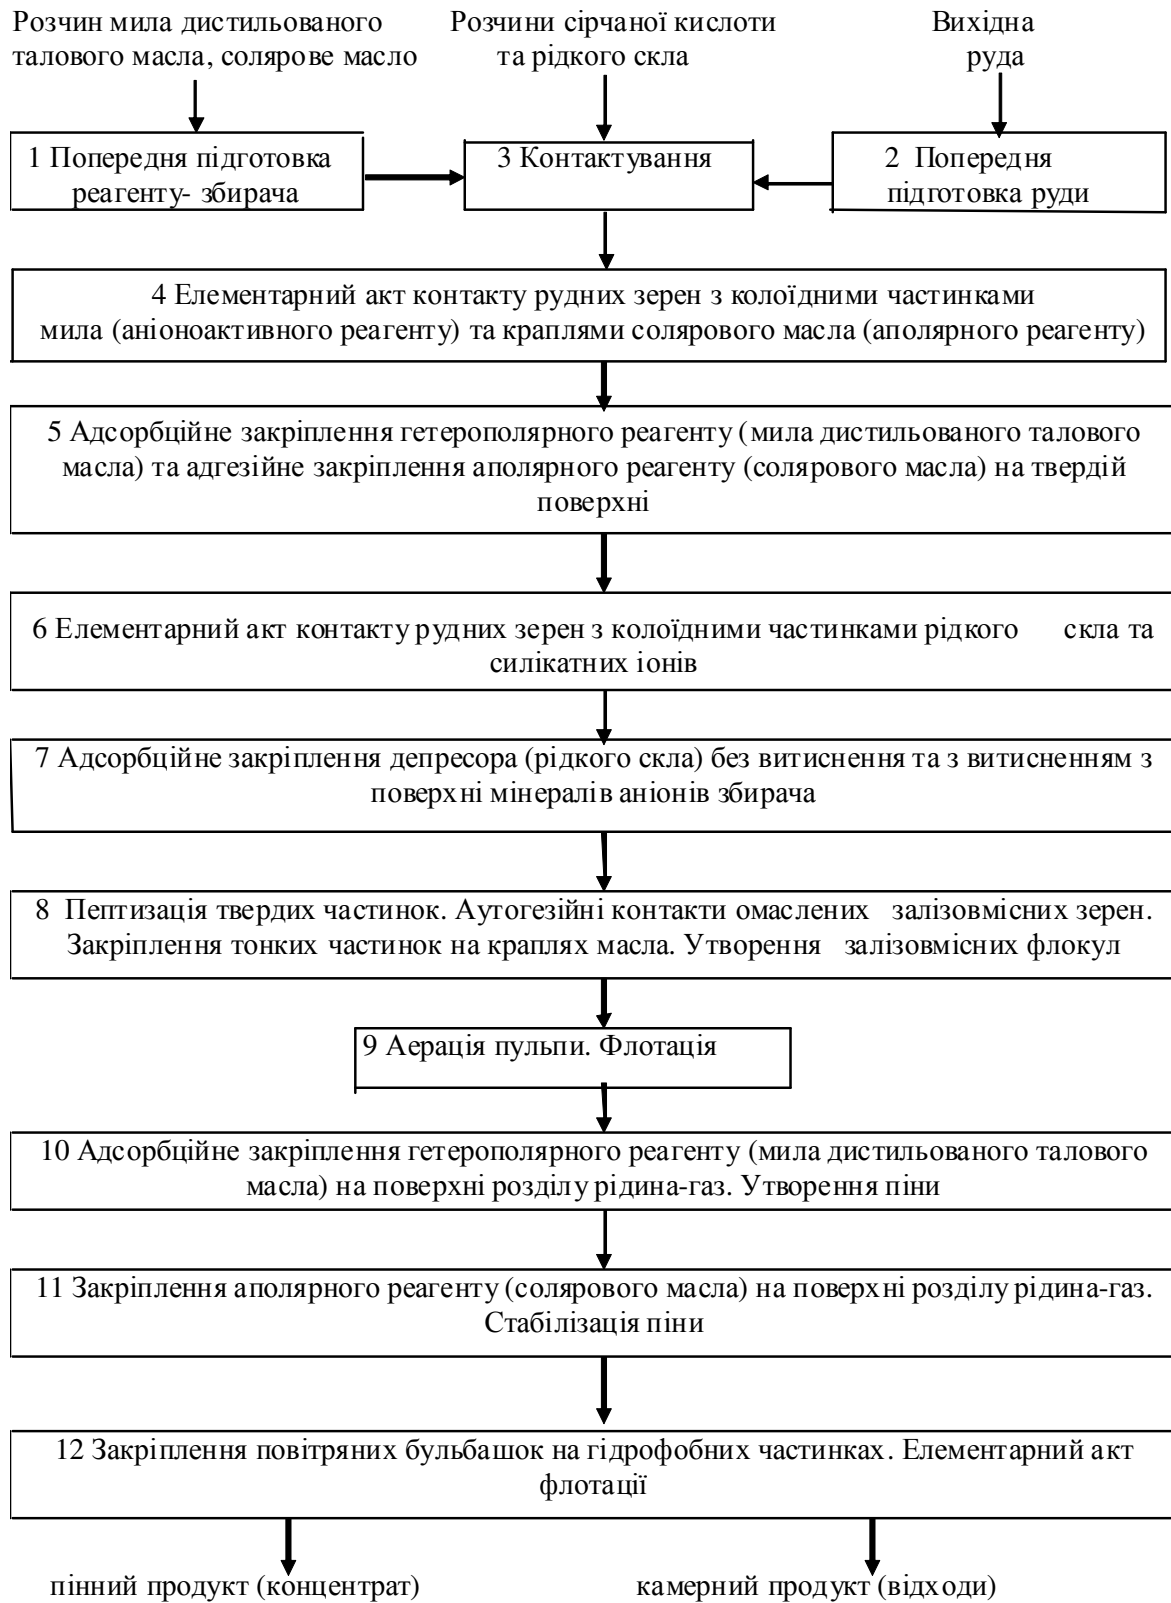 Розчин мила дистильованого
талового масла, солярове масло
Розчини сірчаної кислоти
та рідкого скла
Вихідна
руда
1 Попередня підготовка
реагенту- збирача
3 Контактування
2 Попередня
підготовка руди
4 Елементарний акт контакту рудних зерен з колоїдними частинками
мила (аніоноактивного реагенту) та краплями солярового масла (аполярного реагенту)
5 Адсорбційне закріплення гетерополярного реагенту (мила дистильованого талового
масла) та адгезійне закріплення аполярного реагенту (солярового масла) на твердій
поверхні
6 Елементарний акт контакту рудних зерен з колоїдними частинками рідкого скла та
силікатних іонів
7 Адсорбційне закріплення депресора (рідкого скла) без витиснення та з витисненням з
поверхні мінералів аніонів збирача
8 Пептизація твердих частинок. Аутогезійні контакти омаслених залізовмісних зерен.
Закріплення тонких частинок на краплях масла. Утворення залізовмісних флокул
9 Аерація пульпи. Флотація
10 Адсорбційне закріплення гетерополярного реагенту (мила дистильованого талового
масла) на поверхні розділу рідина-газ. Утворення піни
11 Закріплення аполярного реагенту (солярового масла) на поверхні розділу рідина-газ.
Стабілізація піни
12 Закріплення повітряних бульбашок на гідрофобних частинках. Елементарний акт
флотації
пінний продукт (концентрат)
камерний продукт (відходи)